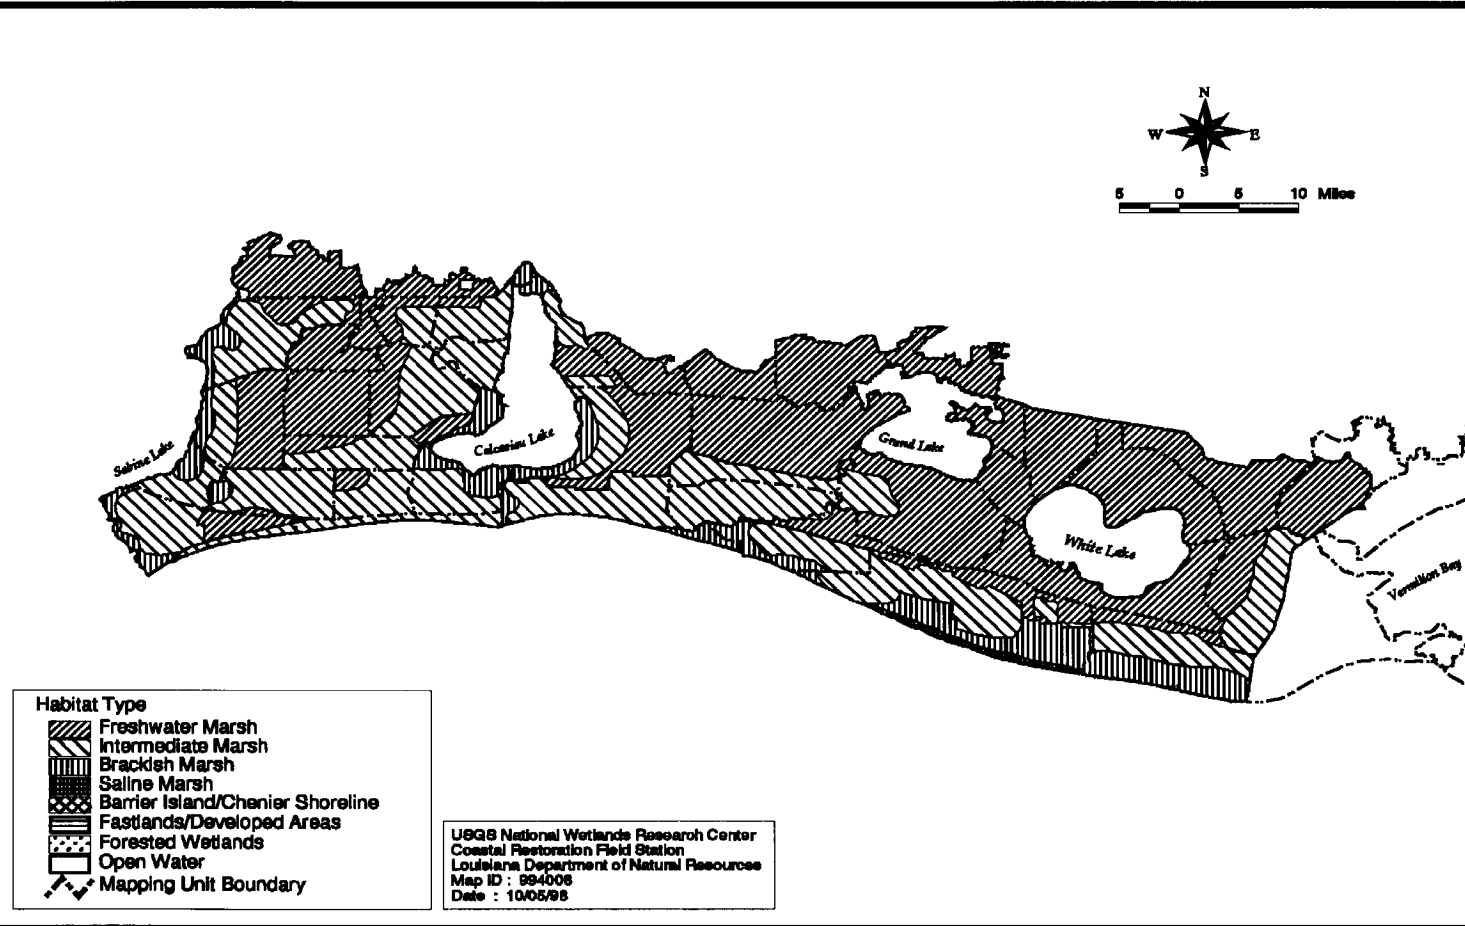 N
W E
S
5 0 5 10 Miles
Sabine Lake
Calcasieu Lake
Grand Lake
White Lake
Vermilion Bay
Habitat Type
Freshwater Marsh
Intermediate Marsh
Brackish Marsh
Saline Marsh
Barrier Island/Chenier Shoreline
Fastlands/Developed Areas
Forested Wetlands
Open Water
Mapping Unit Boundary
USGS National Wetlands Research Center
Coastal Restoration Field Station
Louisiana Department of Natural Resources
Map ID : 994006
Date : 10/05/98